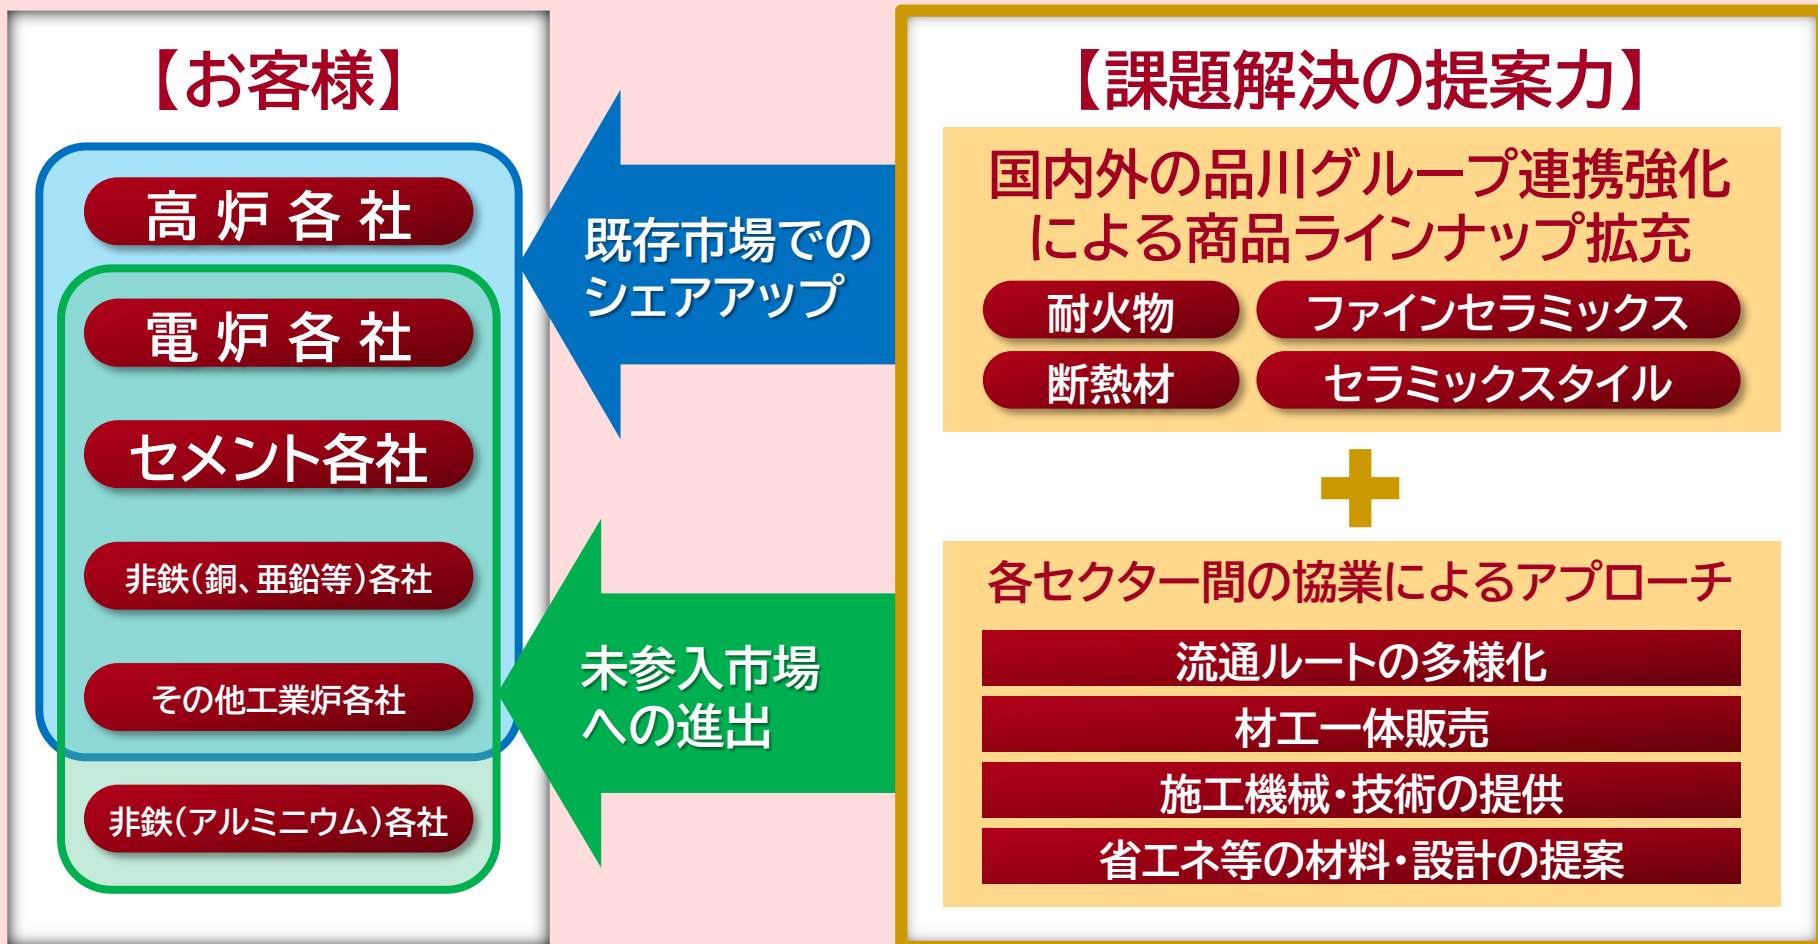 【お客様】
高炉各社
電炉各社
セメント各社
非鉄(銅、亜鉛等)各社
その他工業炉各社
非鉄(アルミニウム)各社
既存市場での
シェアアップ
未参入市場
への進出
【課題解決の提案力】
国内外の品川グループ連携強化
による商品ラインナップ拡充
耐火物
ファインセラミックス
断熱材
セラミックスタイル
各セクター間の協業によるアプローチ
流通ルートの多様化
材工一体販売
施工機械・技術の提供
省エネ等の材料・設計の提案